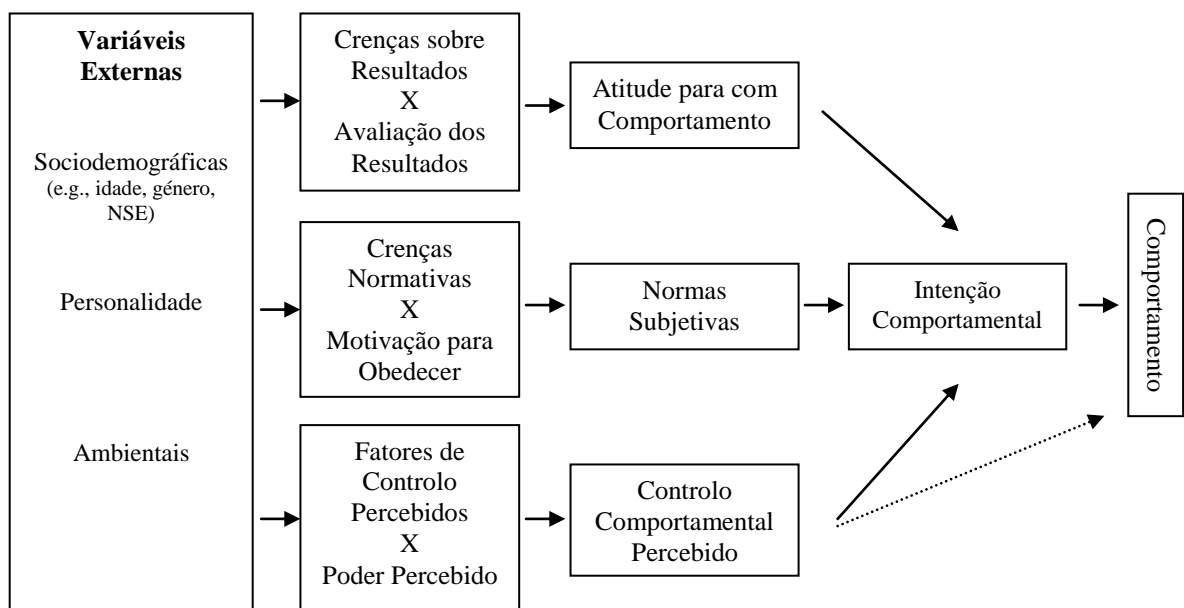 Variáveis
Externas
Sociodemográficas
(e.g., idade, género,
NSE)
Personalidade
Ambientais
Crenças sobre
Resultados
X
Avaliação dos
Resultados
Crenças
Normativas
X
Motivação para
Obedecer
Fatores de
Controlo
Percebidos
X
Poder Percebido
Atitude para com
Comportamento
Normas
Subjetivas
Controlo
Comportamental
Percebido
Intenção
Comportamental
Comportamento